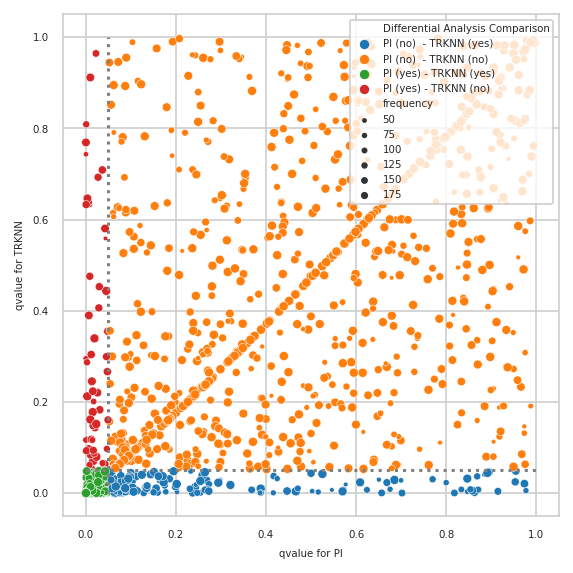 Differential Analysis Comparison
PI (no) - TRKNN (yes)
PI (no) - TRKNN (no)
PI (yes) - TRKNN (yes)
PI (yes) - TRKNN (no)
frequency
50
75
100
125
150
175
1.0
0.8
0.6
0.4
0.2
0.0
qvalue for TRKNN
0.0 0.2 0.4 0.6 0.8 1.0
qvalue for PI